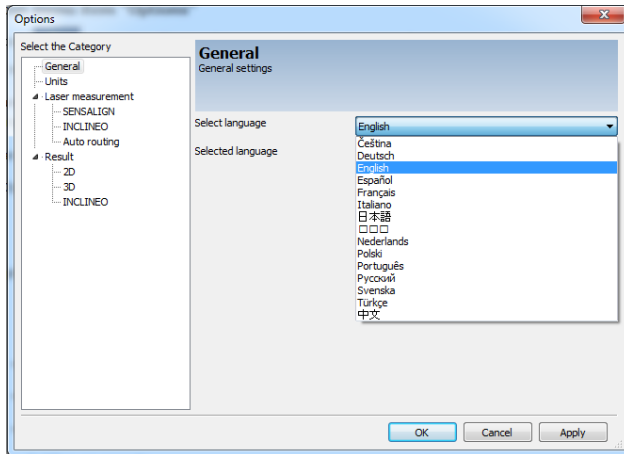 Options
Select the Category
General
Units
Laser measurement
SENSALIGN
INCLINEO
Auto routing
Result
2D
3D
INCLINEO
General
General settings
Select language
English
Selected language
Čeština
Deutsch
English
Español
Français
Italiano
日本語
□□□
Nederlands
Polski
Português
Русский
Svenska
Türkçe
中文
OK
Cancel
Apply